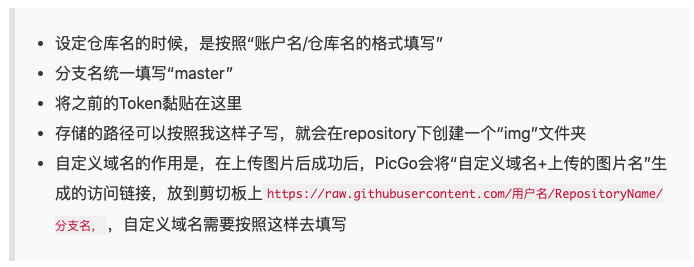 设定仓库名的时候，是按照“账户名/仓库名的格式填写”
分支名统一填写“master”
将之前的Token黏贴在这里
存储的路径可以按照我这样子写，就会在repository下创建一个“img”文件夹
自定义域名的作用是，在上传图片后成功后，PicGo会将“自定义域名+上传的图片名”生
成的访问链接，放到剪切板上 https://raw.githubusercontent.com/用户名/RepositoryName/
分支名， ，自定义域名需要按照这样去填写